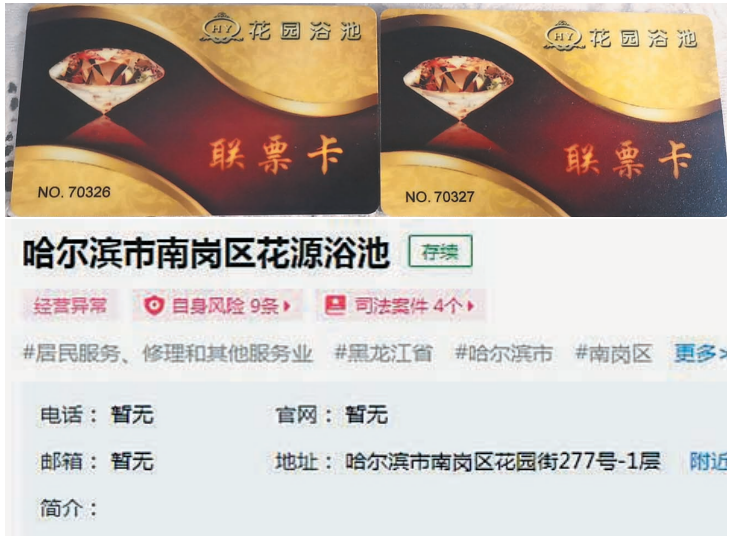 HY 花园浴池
联票卡
NO. 70326
HY 花园浴池
联票卡
NO. 70327
哈尔滨市南岗区花源浴池 存续
经营异常 自身风险 9条 司法案件 4个
#居民服务、修理和其他服务业 #黑龙江省 #哈尔滨市 #南岗区 更多>
电话： 暂无 官网： 暂无
邮箱： 暂无 地址： 哈尔滨市南岗区花园街277号-1层 附近
简介：